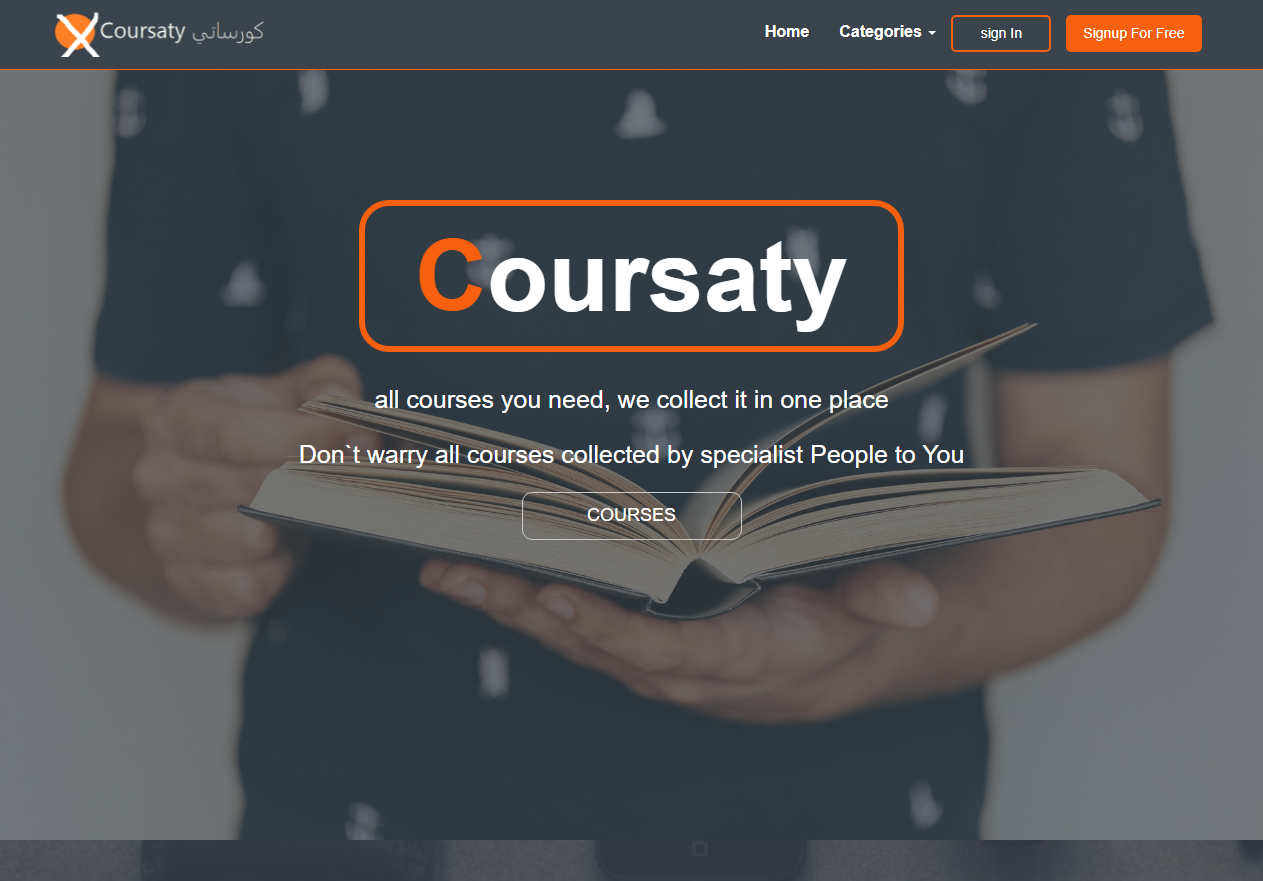 Coursaty كورساتي
Home Categories sign In Signup For Free
Coursaty
all courses you need, we collect it in one place
Don`t warry all courses collected by specialist People to You
COURSES